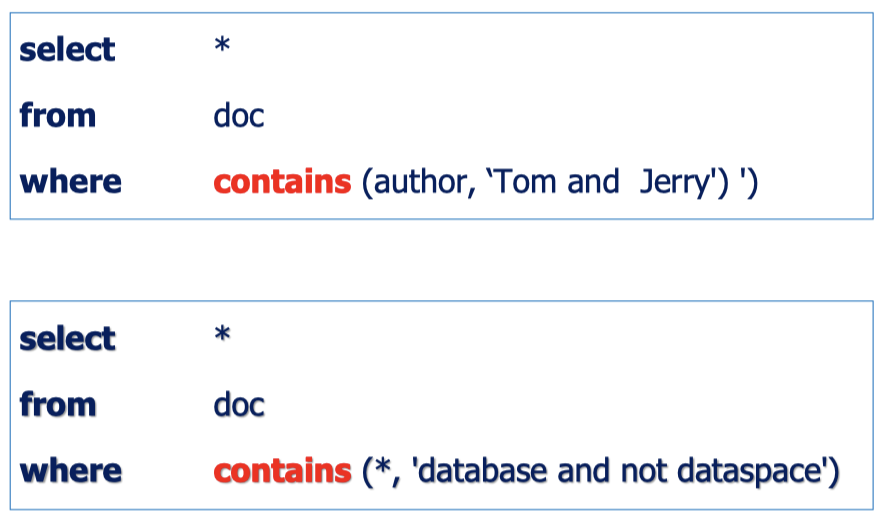 select *
from doc
where contains (author, ‘Tom and  Jerry') ')
select *
from doc
where contains (*, 'database and not dataspace')